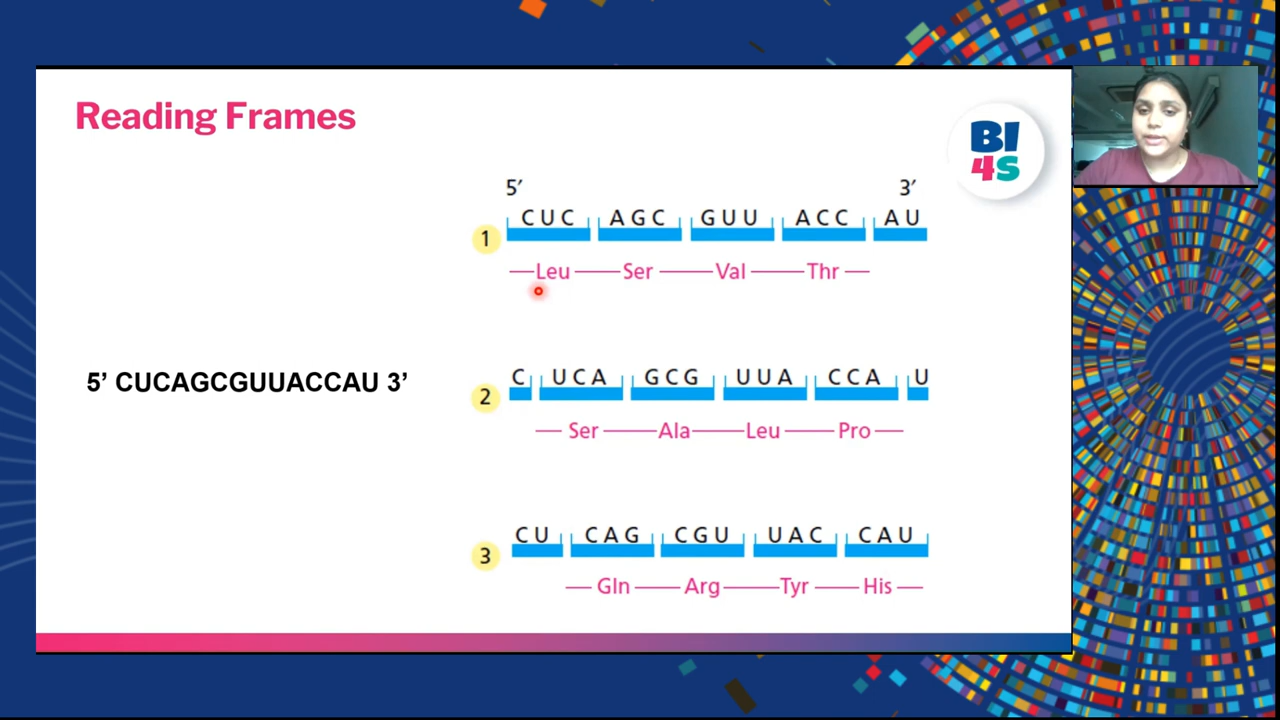 Reading Frames
BI
4S
5′ 3′
CUC AGC GUU ACC AU
1
Leu Ser Val Thr
5’ CUCAGCGUUACCAU 3’
C UCA GCG UUA CCA U
2
Ser Ala Leu Pro
CU CAG CGU UAC CAU
3
Gln Arg Tyr His